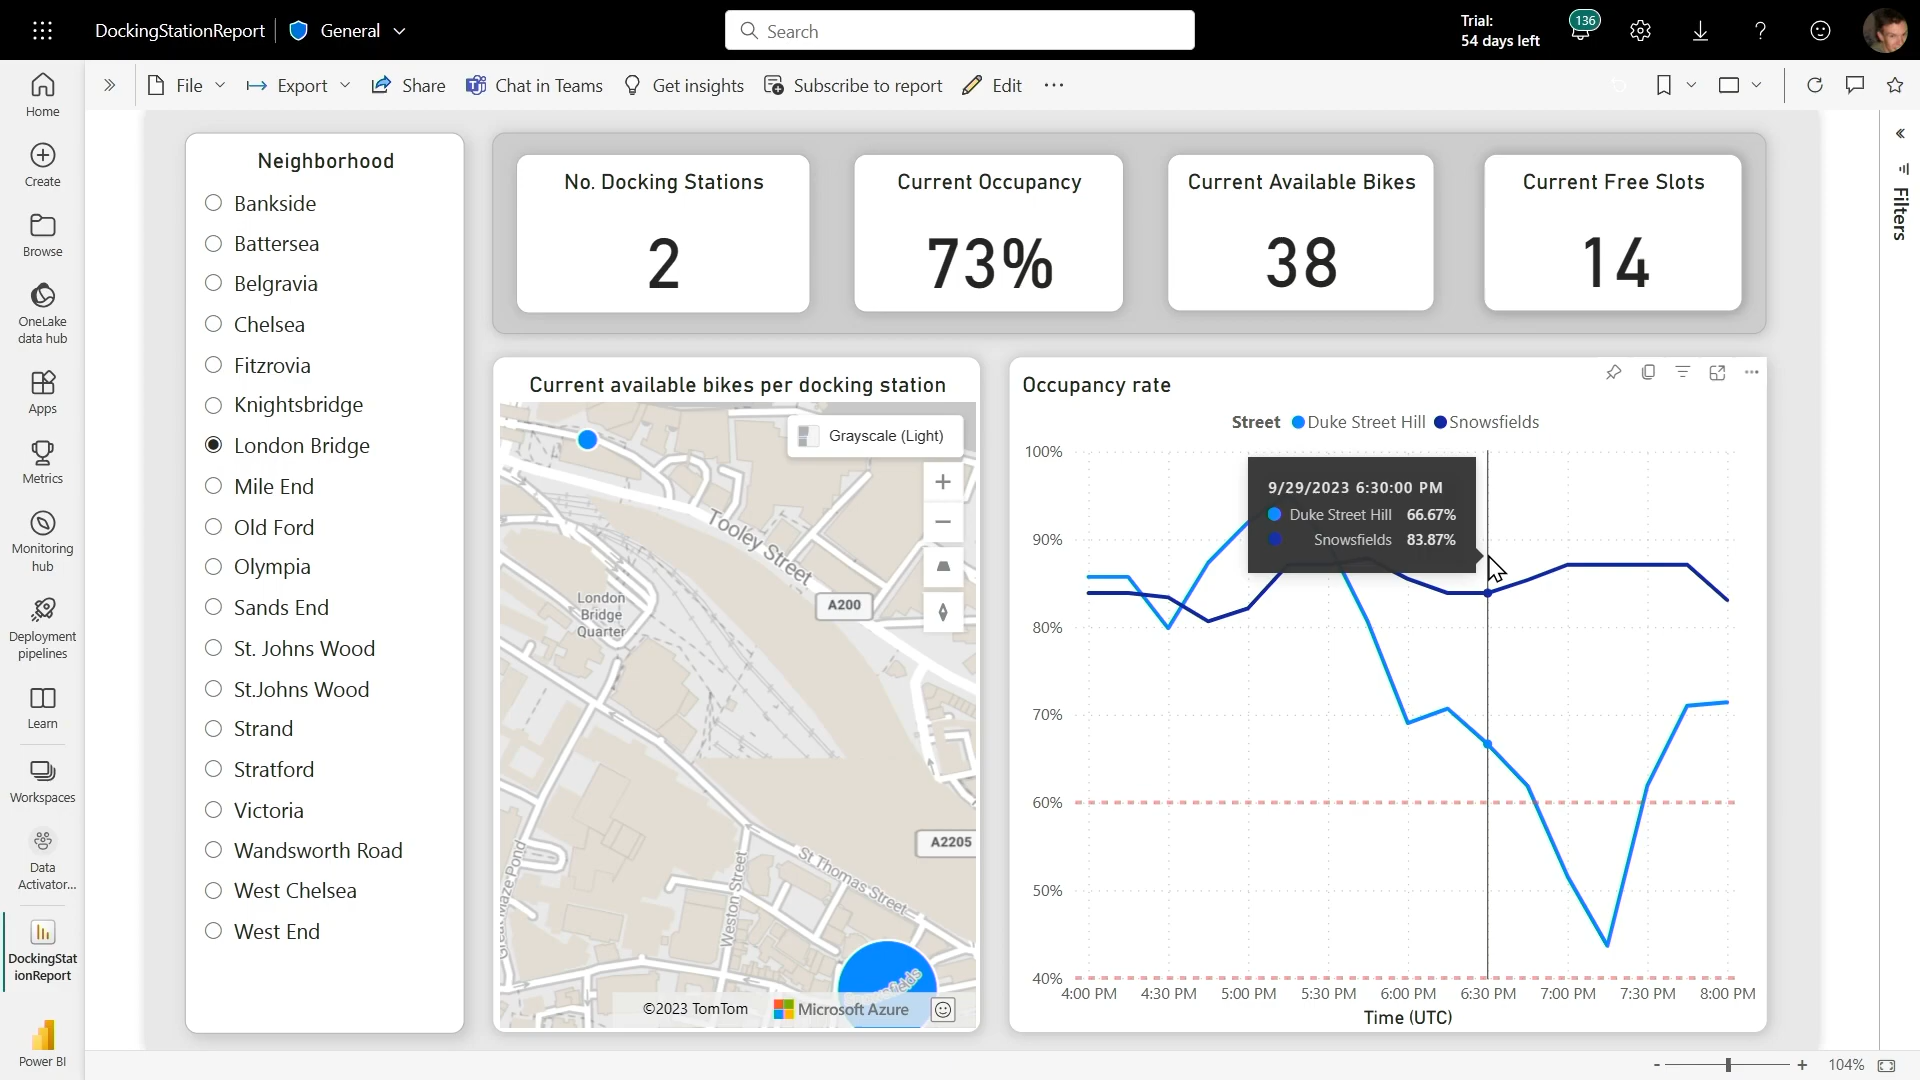 DockingStationReport
General
Search
Trial:
54 days left
136
File
Export
Share
Chat in Teams
Get insights
Subscribe to report
Edit
Home
Create
Browse
OneLake
data hub
Apps
Metrics
Monitoring
hub
Deployment
pipelines
Learn
Workspaces
Data
Activator...
DockingStat
ionReport
Power BI
Neighborhood
Bankside
Battersea
Belgravia
Chelsea
Fitzrovia
Knightsbridge
London Bridge
Mile End
Old Ford
Olympia
Sands End
St. Johns Wood
St.Johns Wood
Strand
Stratford
Victoria
Wandsworth Road
West Chelsea
West End
No. Docking Stations
2
Current Occupancy
73%
Current Available Bikes
38
Current Free Slots
14
Current available bikes per docking station
Grayscale (Light)
Tooley Street
London
Bridge
Quarter
A200
A2205
St Thomas Street
Weston Street
Maze Pond
©2023 TomTom
Microsoft Azure
Occupancy rate
Street Duke Street Hill Snowsfields
100%
90%
80%
70%
60%
50%
40%
9/29/2023 6:30:00 PM
Duke Street Hill 66.67%
Snowsfields 83.87%
4:00 PM 4:30 PM 5:00 PM 5:30 PM 6:00 PM 6:30 PM 7:00 PM 7:30 PM 8:00 PM
Time (UTC)
Filters
- + 104%